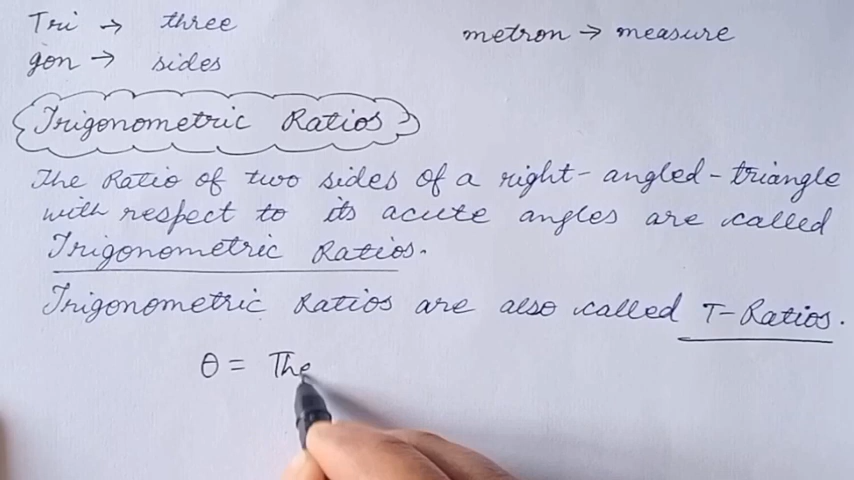 Tri → three
metron → measure
gon → sides
Trigonometric Ratios
The Ratio of two sides of a right-angled-triangle
with respect to its acute angles are called
Trigonometric Ratios.
Trigonometric Ratios are also called T-Ratios.
θ = The